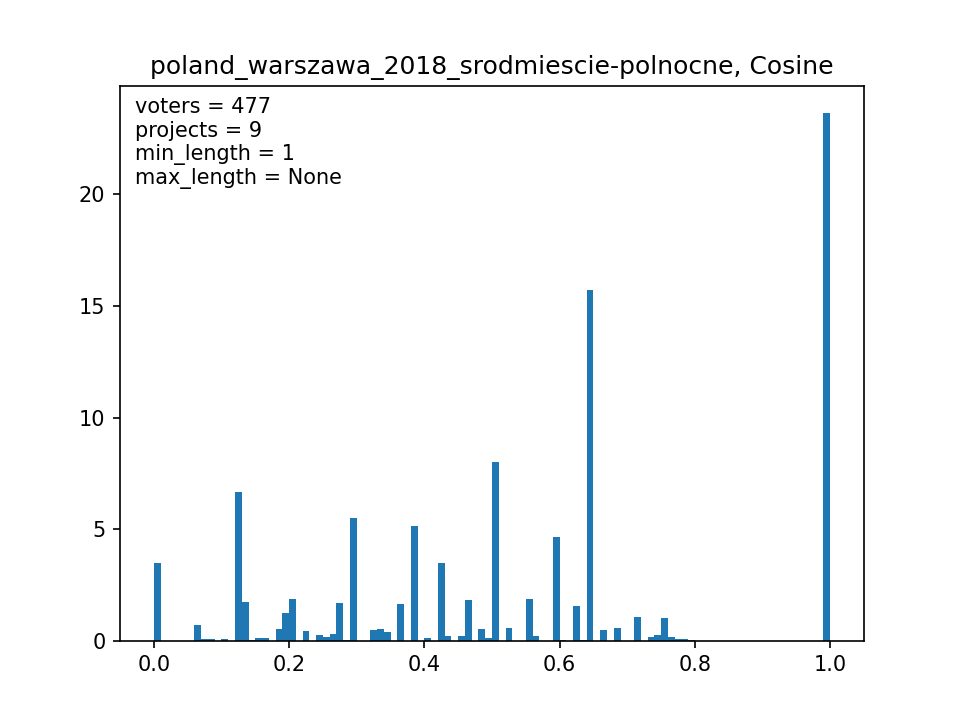 poland_warszawa_2018_srodmiescie-polnocne, Cosine
voters = 477
projects = 9
min_length = 1
max_length = None
20
15
10
5
0
0.0 0.2 0.4 0.6 0.8 1.0